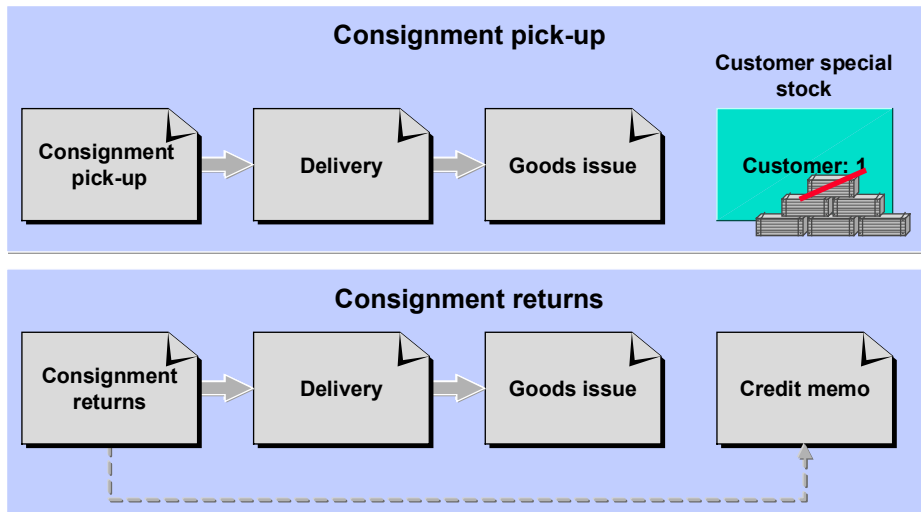 Consignment pick-up
Customer special
stock
Consignment
pick-up
Delivery
Goods issue
Customer: 1
Consignment returns
Consignment
returns
Delivery
Goods issue
Credit memo